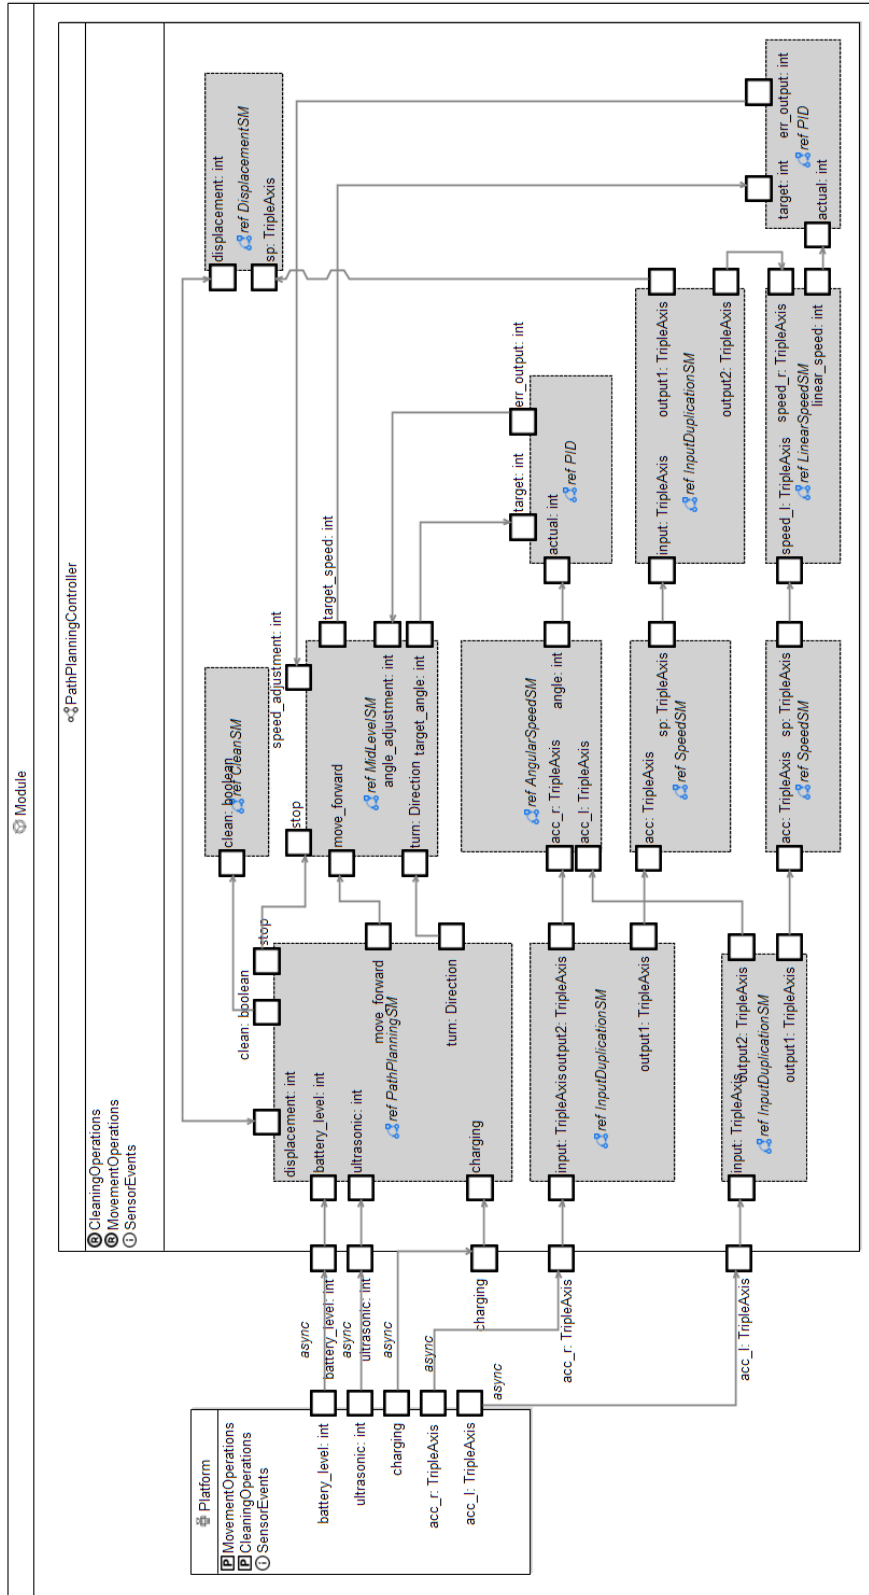 Module
PathPlanningController
CleaningOperations
MovementOperations
SensorEvents
Platform
MovementOperations
CleaningOperations
SensorEvents
battery_level: int
ultrasonic: int
charging
acc_r: TripleAxis
acc_l: TripleAxis
async
async
async
async
async
battery_level: int
ultrasonic: int
charging
acc_r: TripleAxis
acc_l: TripleAxis
displacement: int
battery_level: int
ultrasonic: int
charging
clean: boolean
stop
move_forward
turn: Direction
ref PathPlanningSM
clean: boolean
ref CleanSM
stop
speed_adjustment: int
move_forward
ref MidLevelSM
turn: Direction
target_speed: int
angle_adjustment: int
target_angle: int
displacement: int
ref DisplacementSM
sp: TripleAxis
input: TripleAxis
output2: TripleAxis
ref InputDuplicationSM
output1: TripleAxis
input: TripleAxis
output2: TripleAxis
ref InputDuplicationSM
output1: TripleAxis
ref AngularSpeedSM
acc_r: TripleAxis
acc_l: TripleAxis
angle: int
acc: TripleAxis
sp: TripleAxis
ref SpeedSM
acc: TripleAxis
sp: TripleAxis
ref SpeedSM
target: int
err_output: int
actual: int
ref PID
input: TripleAxis
output1: TripleAxis
ref InputDuplicationSM
output2: TripleAxis
speed_l: TripleAxis
speed_r: TripleAxis
ref LinearSpeedSM
linear_speed: int
target: int
err_output: int
ref PID
actual: int